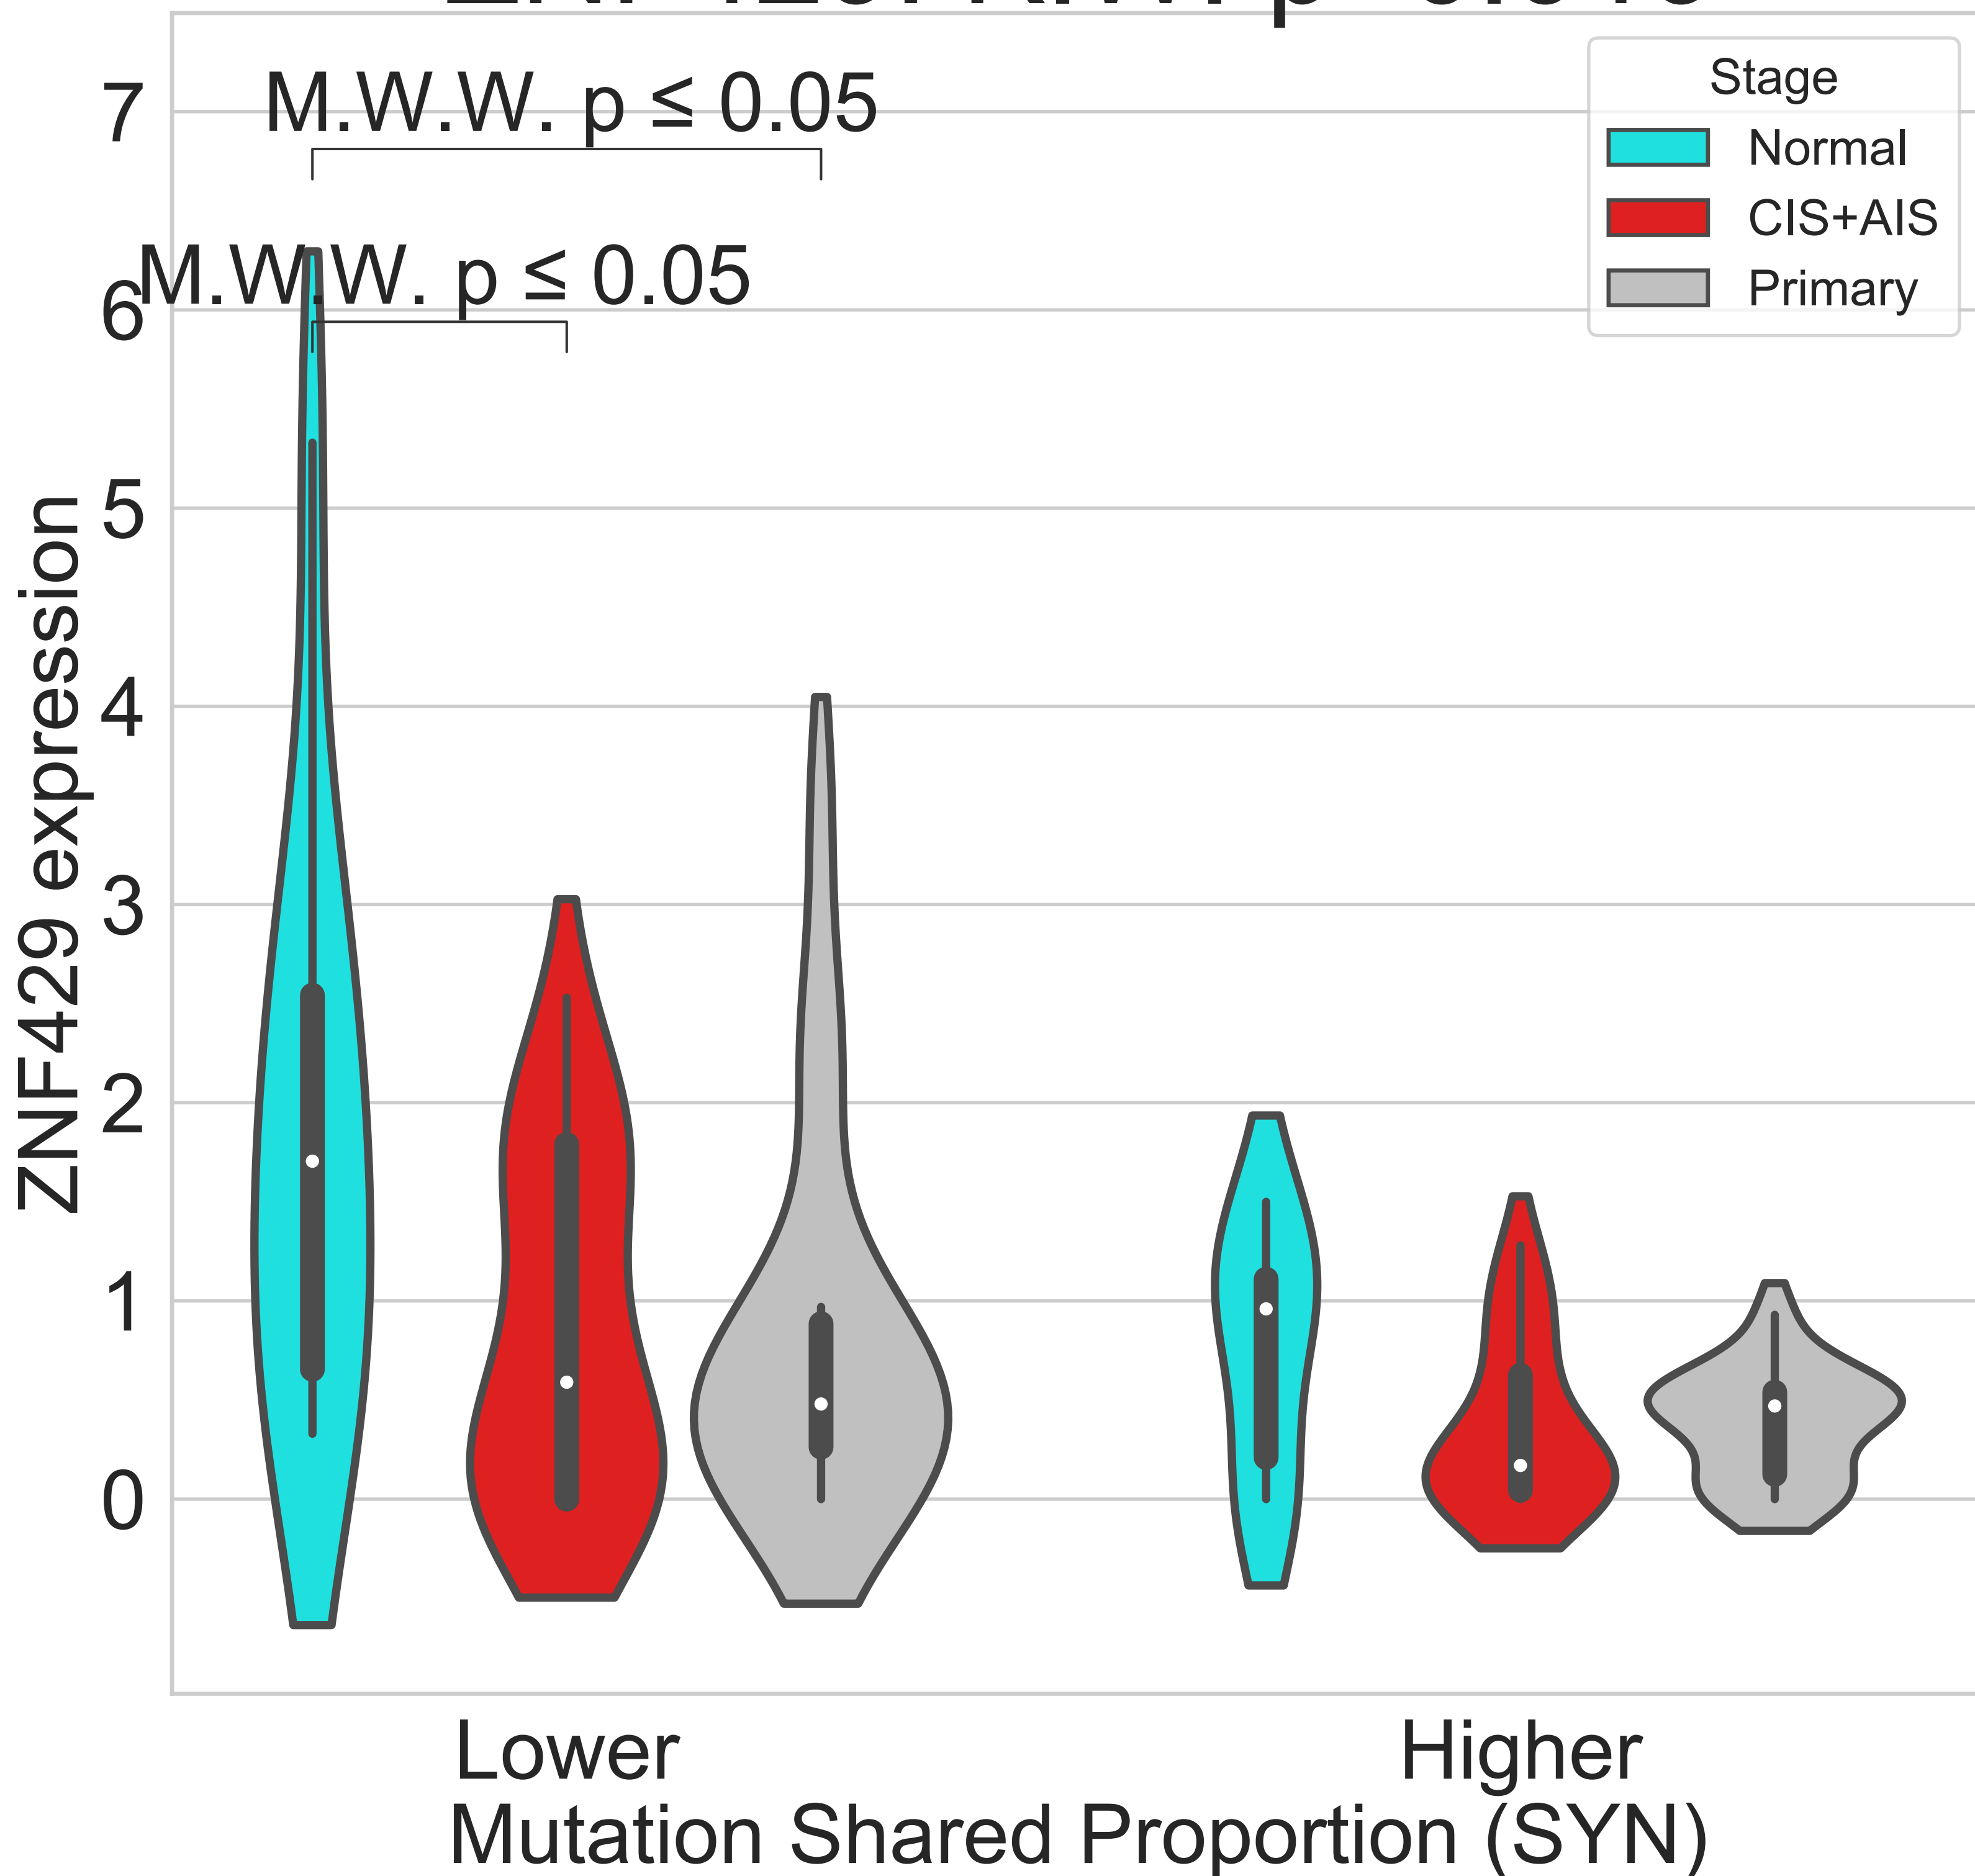 Stage
Normal
CIS+AIS
Primary
M.W.W. p ≤ 0.05
M.W.W. p ≤ 0.05
7
6
5
4
3
2
1
0
ZNF429 expression
Lower
Higher
Mutation Shared Proportion (SYN)